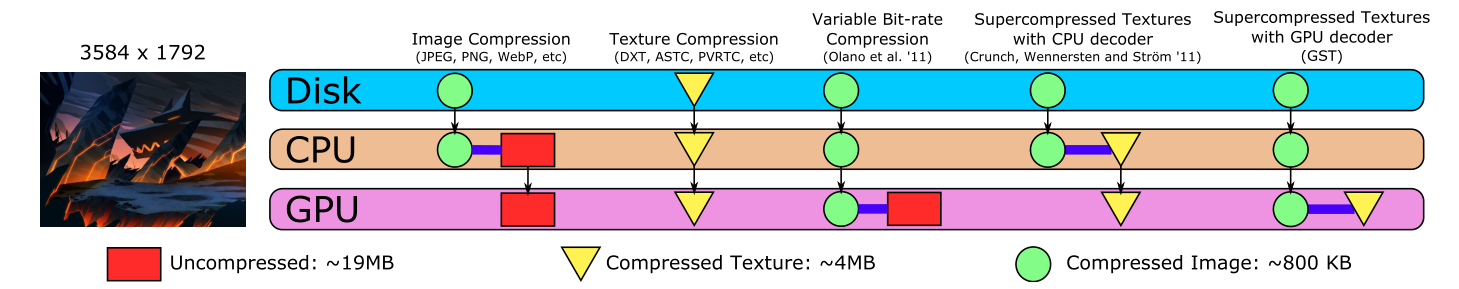 3584 x 1792
Image Compression
(JPEG, PNG, WebP, etc)
Texture Compression
(DXT, ASTC, PVRTC, etc)
Variable Bit-rate
Compression
(Olano et al. '11)
Supercompressed Textures
with CPU decoder
(Crunch, Wennersten and Ström '11)
Supercompressed Textures
with GPU decoder
(GST)
Disk
CPU
GPU
Uncompressed: ~19MB
Compressed Texture: ~4MB
Compressed Image: ~800 KB